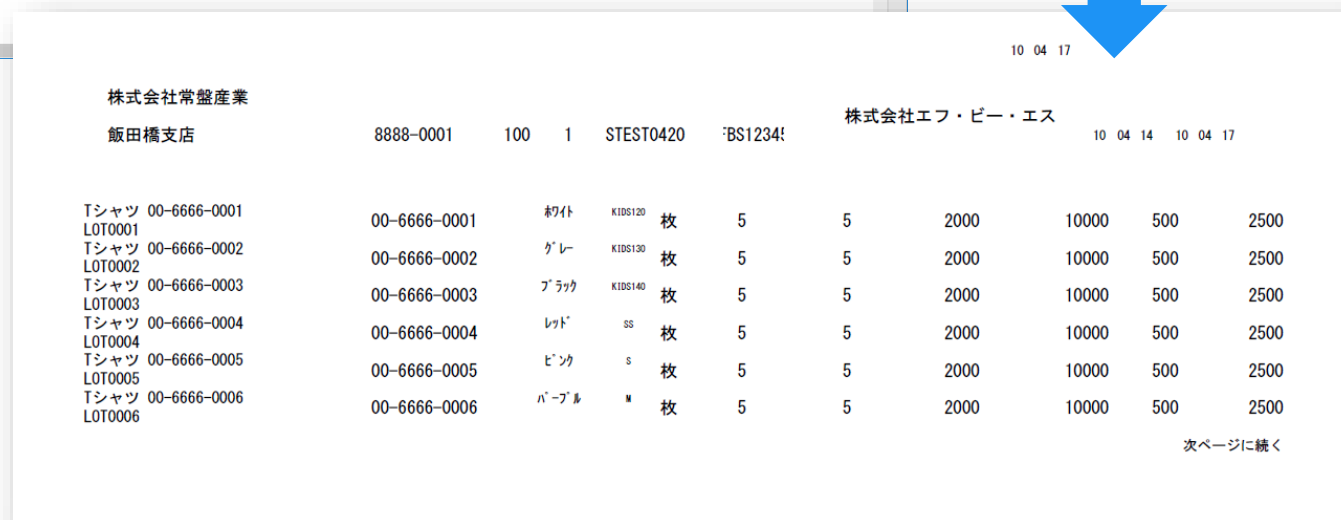 10 04 17
株式会社常盤産業
株式会社エフ・ビー・エス
飯田橋支店 8888-0001 100 1 STEST0420 FBS12345 10 04 14 10 04 17
Tシャツ 00-6666-0001
LOT0001
00-6666-0001 ﾎﾜｲﾄ KIDS120 枚 5 5 2000 10000 500 2500
Tシャツ 00-6666-0002
LOT0002
00-6666-0002 ｸﾞﾚｰ KIDS130 枚 5 5 2000 10000 500 2500
Tシャツ 00-6666-0003
LOT0003
00-6666-0003 ﾌﾞﾗｯｸ KIDS140 枚 5 5 2000 10000 500 2500
Tシャツ 00-6666-0004
LOT0004
00-6666-0004 ﾚｯﾄﾞ SS 枚 5 5 2000 10000 500 2500
Tシャツ 00-6666-0005
LOT0005
00-6666-0005 ﾋﾟﾝｸ S 枚 5 5 2000 10000 500 2500
Tシャツ 00-6666-0006
LOT0006
00-6666-0006 ﾊﾟｰﾌﾟﾙ M 枚 5 5 2000 10000 500 2500
次ページに続く